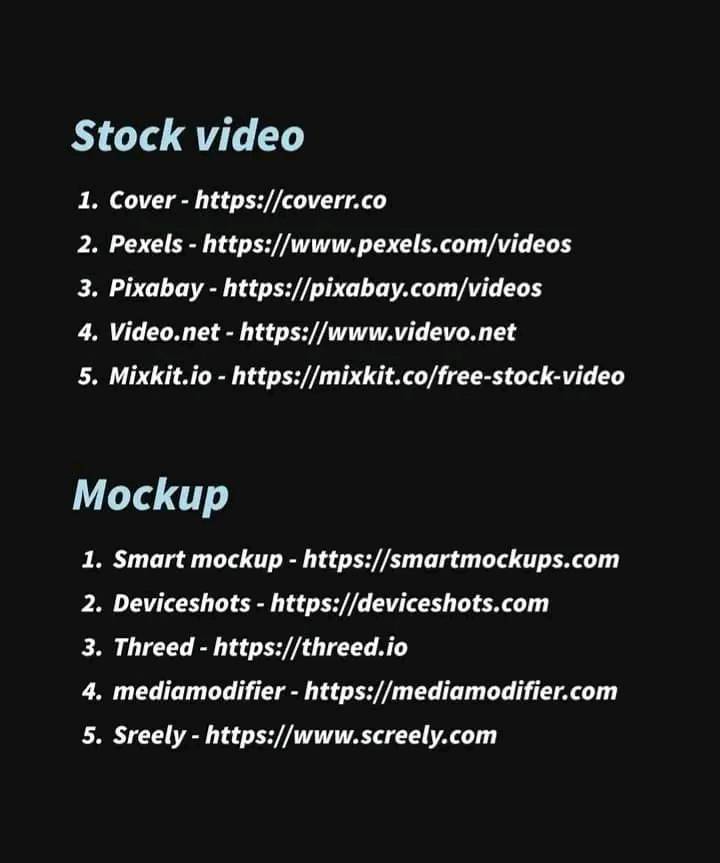 Stock video
1. Cover - https://coverr.co
2. Pexels - https://www.pexels.com/videos
3. Pixabay - https://pixabay.com/videos
4. Video.net - https://www.videvo.net
5. Mixkit.io - https://mixkit.co/free-stock-video
Mockup
1. Smart mockup - https://smartmockups.com
2. Deviceshots - https://deviceshots.com
3. Threed - https://threed.io
4. mediamodifier - https://mediamodifier.com
5. Sreely - https://www.screely.com